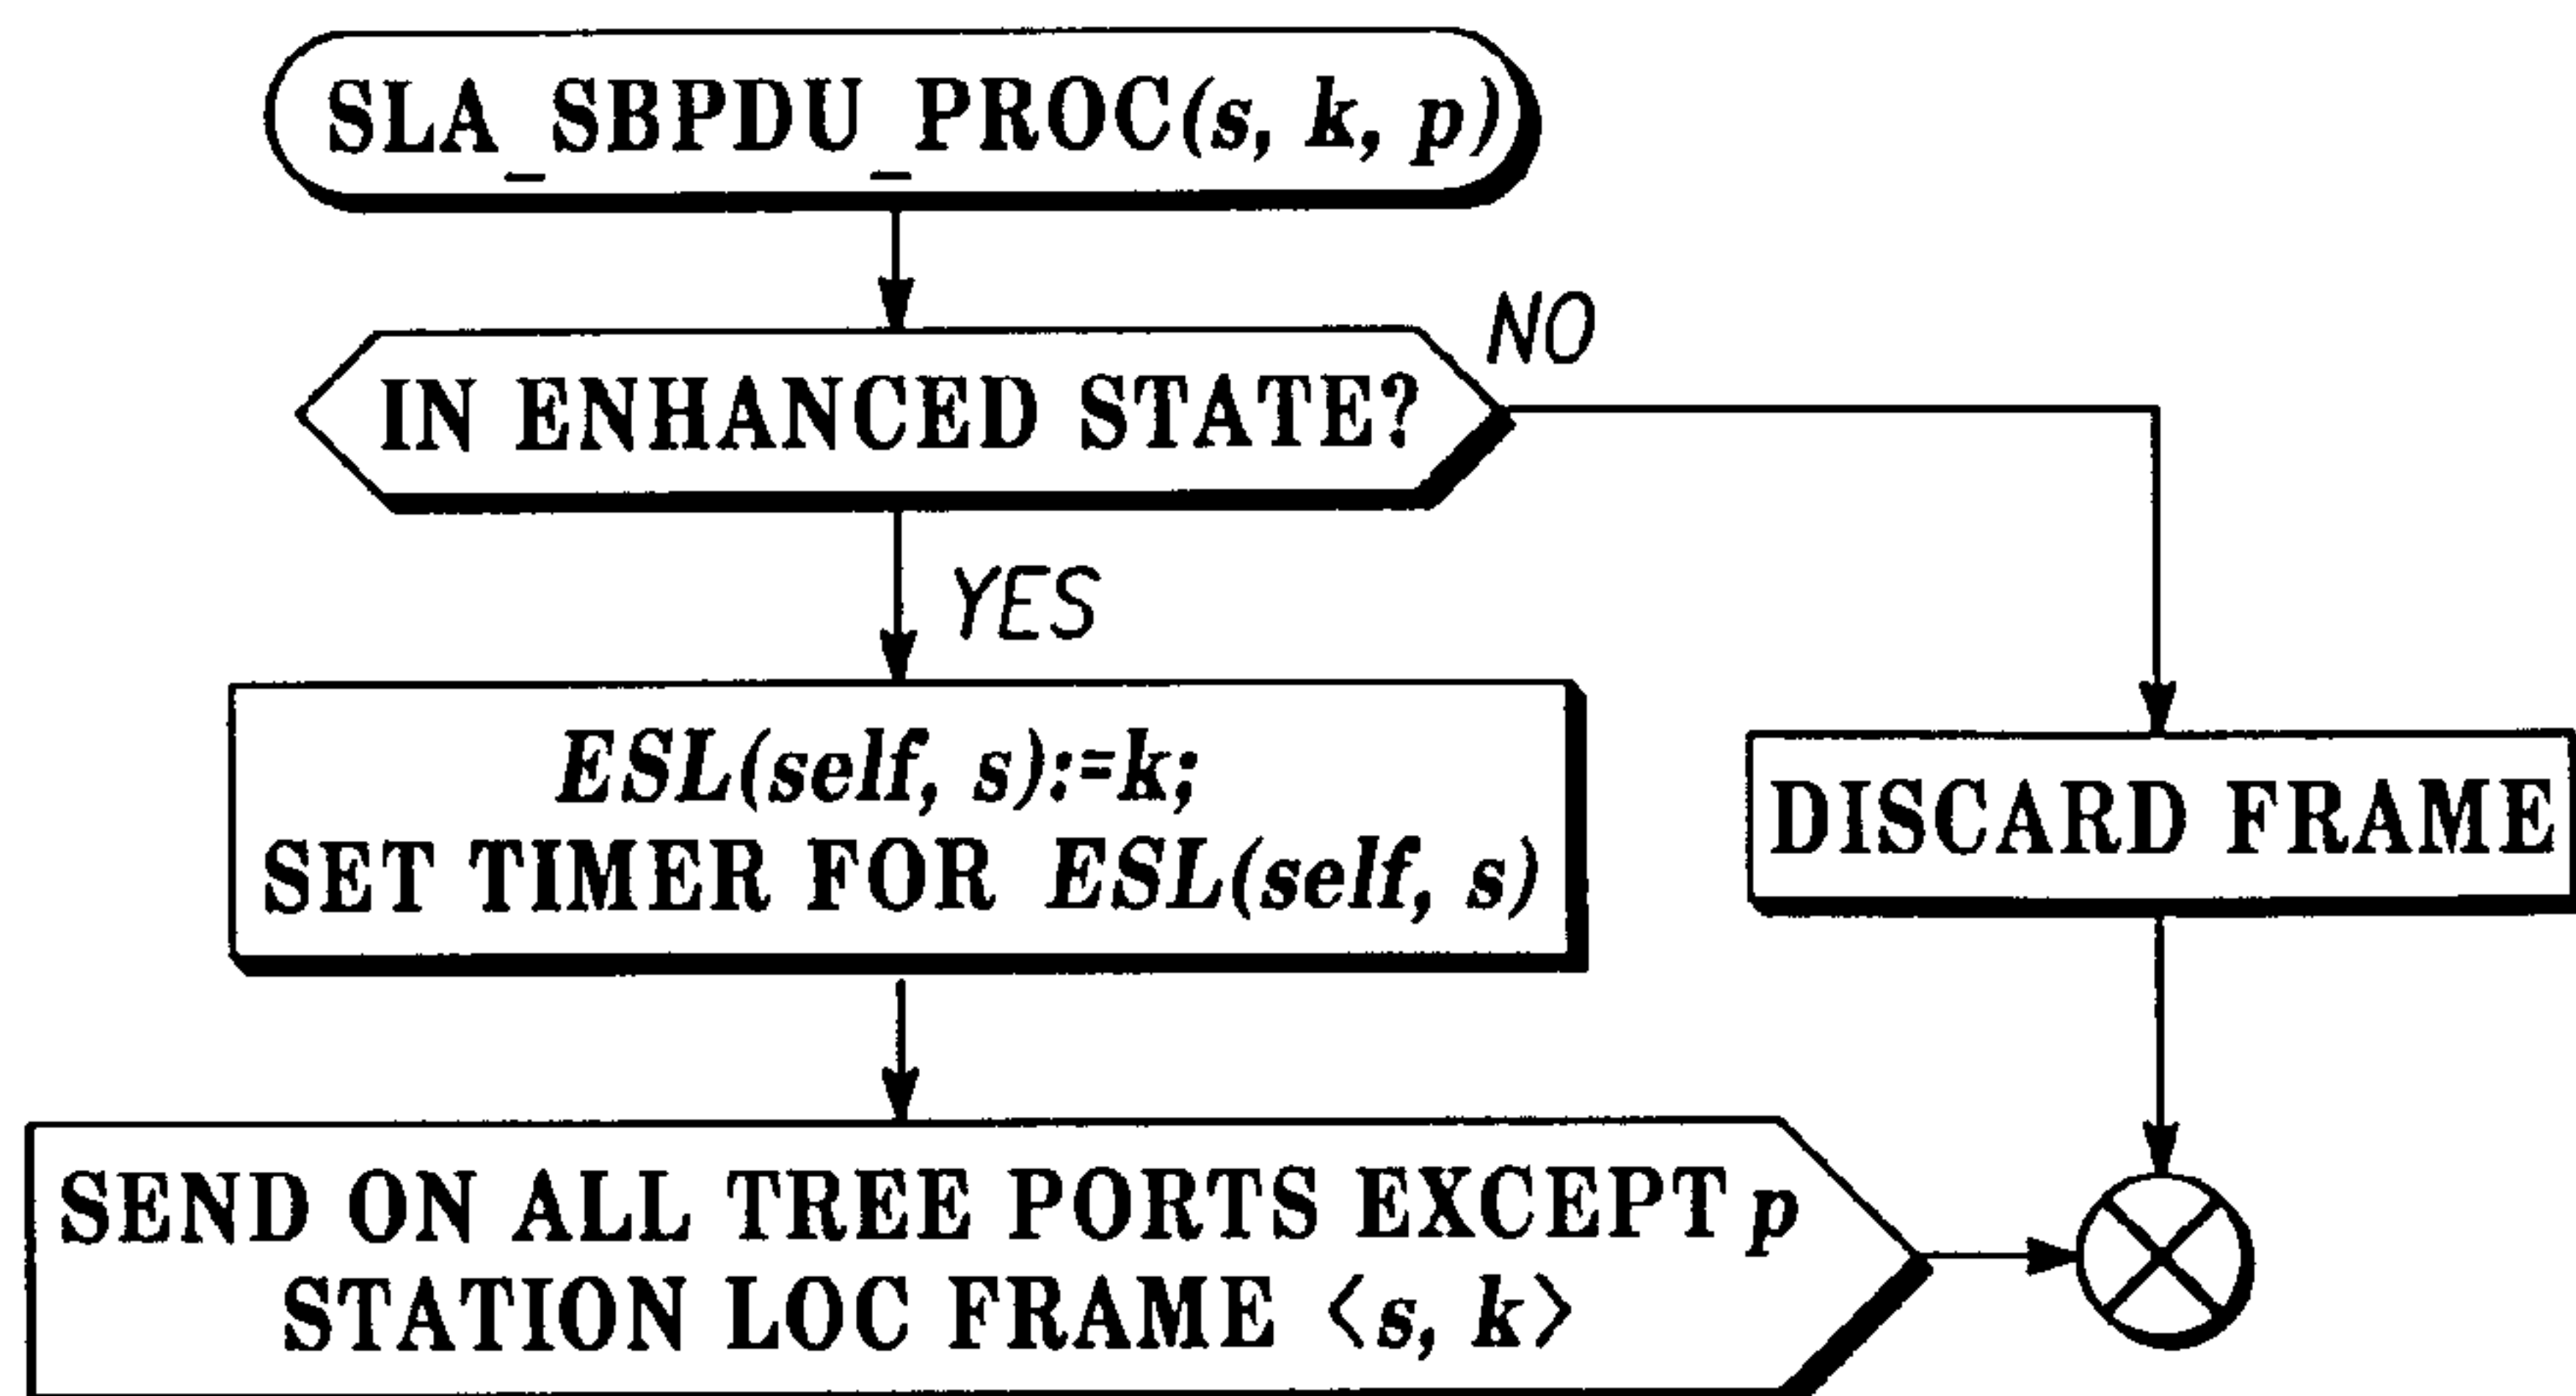 SLA_SBPDU_PROC(s, k, p)
IN ENHANCED STATE?
NO
YES
ESL(self, s):=k;
SET TIMER FOR ESL(self, s)
DISCARD FRAME
SEND ON ALL TREE PORTS EXCEPT p
STATION LOC FRAME <s, k>